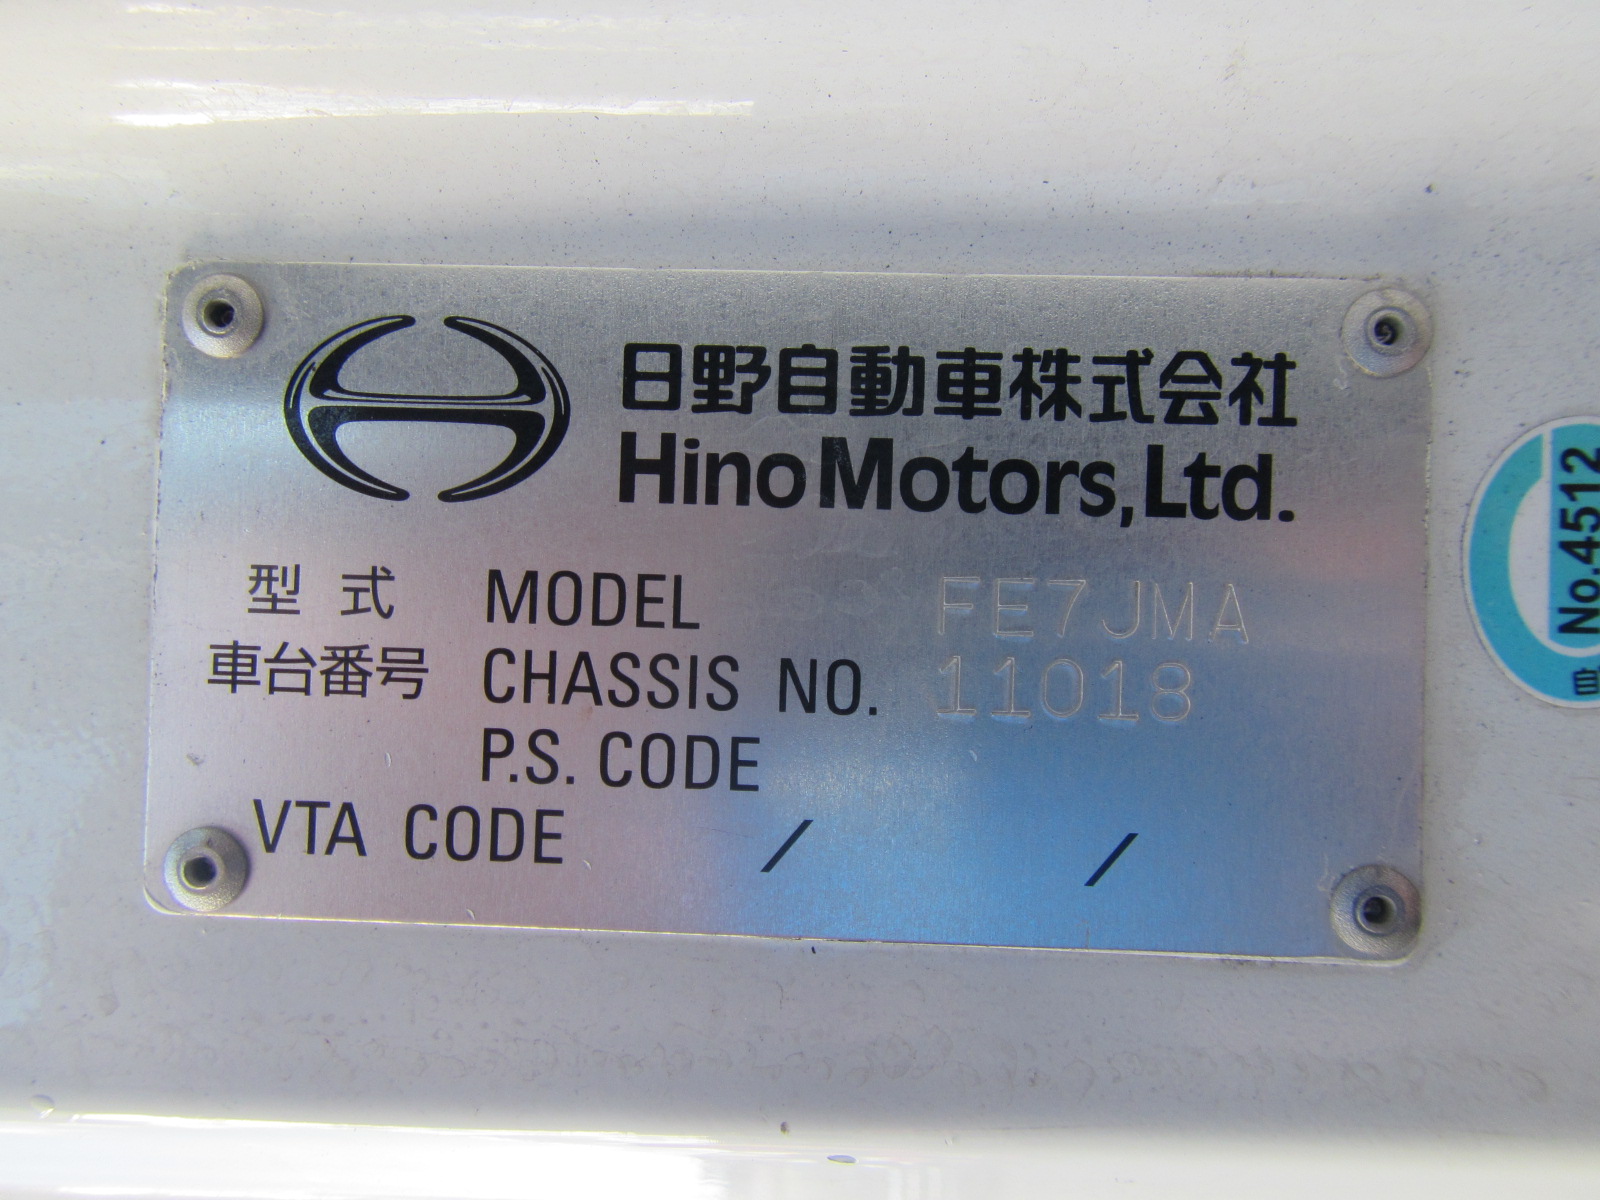 日野自動車株式会社
Hino Motors, Ltd.
型式 MODEL FE7JMA
車台番号 CHASSIS NO. 11018
P.S. CODE
VTA CODE / /
No.4512